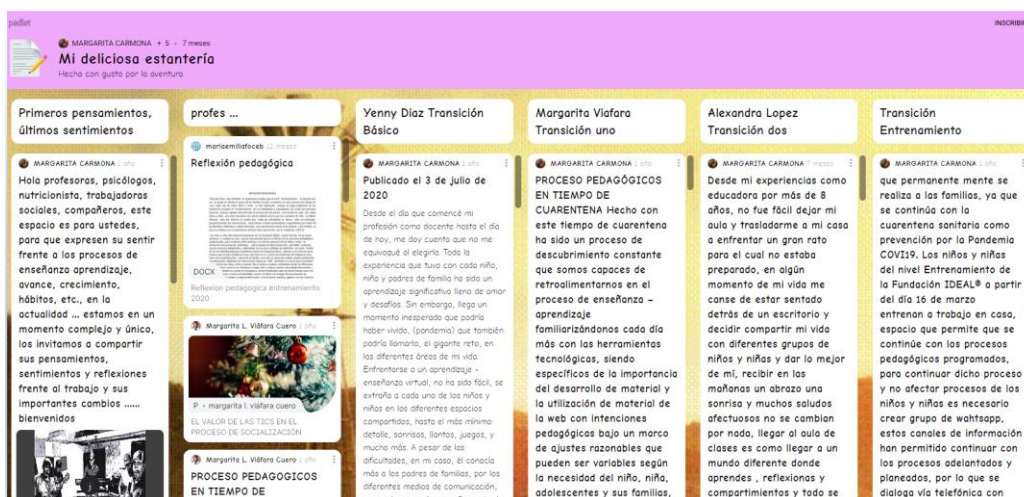 padlet
INSCRIBIR
MARGARITA CARMONA + 5 • 7 meses
Mi deliciosa estantería
Hecho con gusto por la aventura
Primeros pensamientos,
últimos sentimientos
MARGARITA CARMONA 1 año
Hola profesoras, psicólogos,
nutricionista, trabajadoras
sociales, compañeros, este
espacio es para ustedes,
para que expresen su sentir
frente a los procesos de
enseñanza aprendizaje,
avance, crecimiento,
hábitos, etc., en la
actualidad ... estamos en un
momento complejo y único,
los invitamos a compartir
sus pensamientos,
sentimientos y reflexiones
frente al trabajo y sus
importantes cambios ......
bienvenidos
profes ...
mariaemiliafoceb 12 meses
Reflexión pedagógica
DOCX
Reflexion pedagogica entrenamiento
2020
Margarita L. Viáfara Cuero 1 año
P • margarita l. viáfara cuero
EL VALOR DE LAS TICS EN EL
PROCESO DE SOCIALIZACIÓN.
Margarita L. Viáfara Cuero 1 año
PROCESO PEDAGOGICOS
EN TIEMPO DE
Yenny Diaz Transición
Básico
MARGARITA CARMONA 1 año
Publicado el 3 de julio de
2020
Desde el día que comencé mi
profesión como docente hasta el día
de hoy, me doy cuenta que no me
equivoqué al elegirla. Toda la
experiencia que tuve con cada niño,
niño y padres de familia ha sido un
aprendizaje significativo llena de amor
y desafíos. Sin embargo, llega un
momento inesperado que podría
haber vivido, (pandemia) que también
podría llamarlo, el gigante reto, en
las diferentes áreas de mi vida.
Enfrentarse a un aprendizaje -
enseñanza virtual, no ha sido fácil, se
extraña a cada uno de los niños y
niñas en los diferentes espacios
compartidos, hasta el más mínimo
detalle, sonrisas, llantos, juegos, y
mucho más. A pesar de las
dificultades, en mi caso, él conocía
más a los padres de familias, por los
diferentes medios de comunicación,
Margarita Viafara
Transición uno
MARGARITA CARMONA 1 año
PROCESO PEDAGÓGICOS
EN TIEMPO DE
CUARENTENA Hecho con
este tiempo de cuarentena
ha sido un proceso de
descubrimiento constante
que somos capaces de
retroalimentarnos en el
proceso de enseñanza –
aprendizaje
familiarizándonos cada día
más con las herramientas
tecnológicas, siendo
específicos de la importancia
del desarrollo de material y
la utilización de material de
la web con intenciones
pedagógicas bajo un marco
de ajustes razonables que
pueden ser variables según
la necesidad del niño, niña,
adolescentes y sus familias,
Alexandra Lopez
Transición dos
MARGARITA CARMONA 7 meses
Desde mi experiencias como
educadora por más de 8
años, no fue fácil dejar mi
aula y trasladarme a mi casa
a enfrentar un gran rato
para el cual no estaba
preparado, en algún
momento de mi vida me
canse de estar sentado
detrás de un escritorio y
decidir compartir mi vida
con diferentes grupos de
niños y niñas y dar lo mejor
de mí, recibir en las
mañanas un abrazo una
sonrisa y muchos saludos
afectuosos no se cambian
por nada, llegar al aula de
clases es como llegar a un
mundo diferente donde
aprendes , reflexionas y
compartimientos y todo se
Transición
Entrenamiento
MARGARITA CARMONA 1 año
que permanente mente se
realiza a las familias, ya que
se continúa con la
cuarentena sanitaria como
prevención por la Pandemia
COVI19. Los niños y niñas
del nivel Entrenamiento de
la Fundación IDEAL® a partir
del día 16 de marzo
entrenan a trabajo en casa,
espacio que permite que se
continúe con los procesos
pedagógicos programados,
para continuar dicho proceso
y no afectar procesos de los
niños y niñas es necesario
crear grupo de wahtsapp,
estos canales de información
han permitido continuar con
los procesos adelantados y
planeados, por lo que se
dialoga vía telefónica con